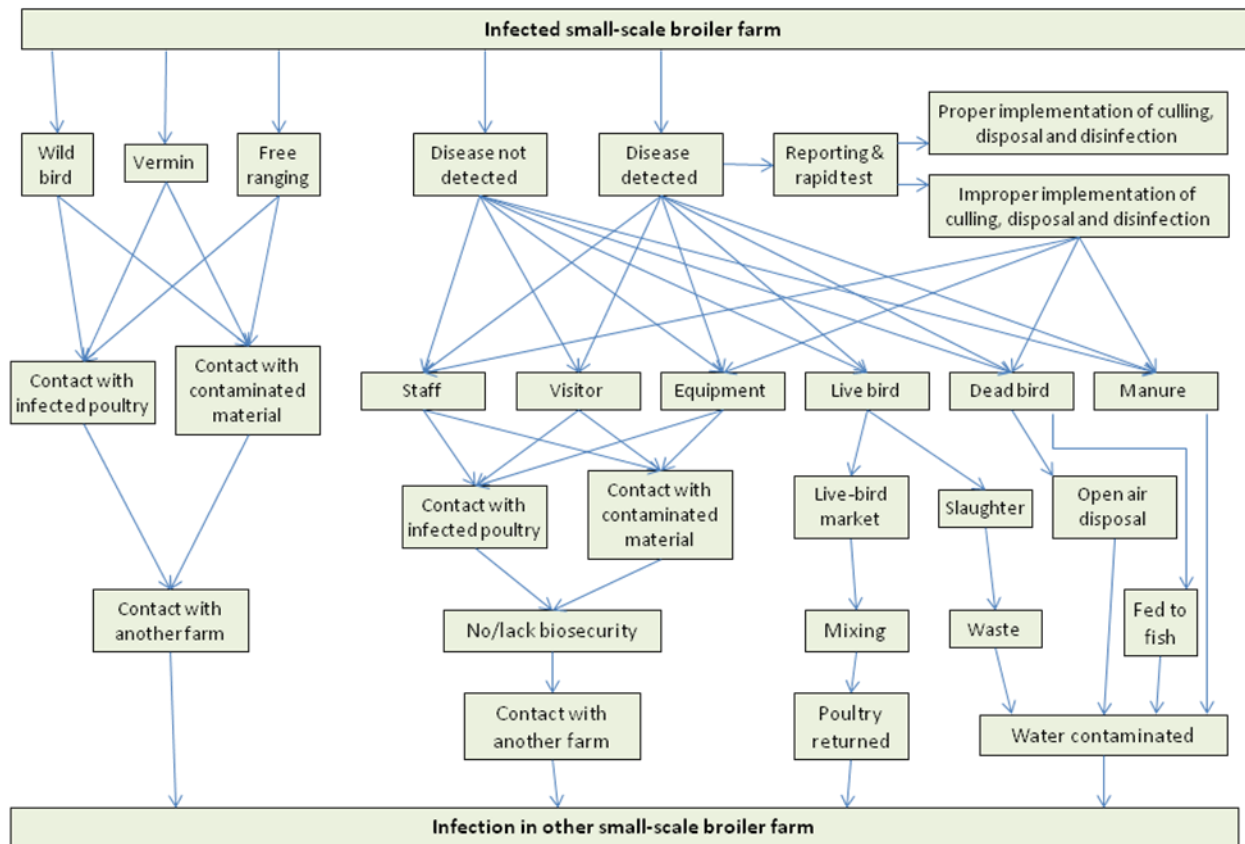 Infected small-scale broiler farm
Proper implementation of culling,
disposal and disinfection
Wild
bird
Vermin
Free
ranging
Disease not
detected
Disease
detected
Reporting &
rapid test
Improper implementation of
culling, disposal and disinfection
Contact with
infected poultry
Contact with
contaminated
material
Staff
Visitor
Equipment
Live bird
Dead bird
Manure
Contact with
infected poultry
Contact with
contaminated
material
Live-bird
market
Slaughter
Open air
disposal
Contact with
another farm
No/lack biosecurity
Mixing
Waste
Fed to
fish
Contact with
another farm
Poultry
returned
Water contaminated
Infection in other small-scale broiler farm